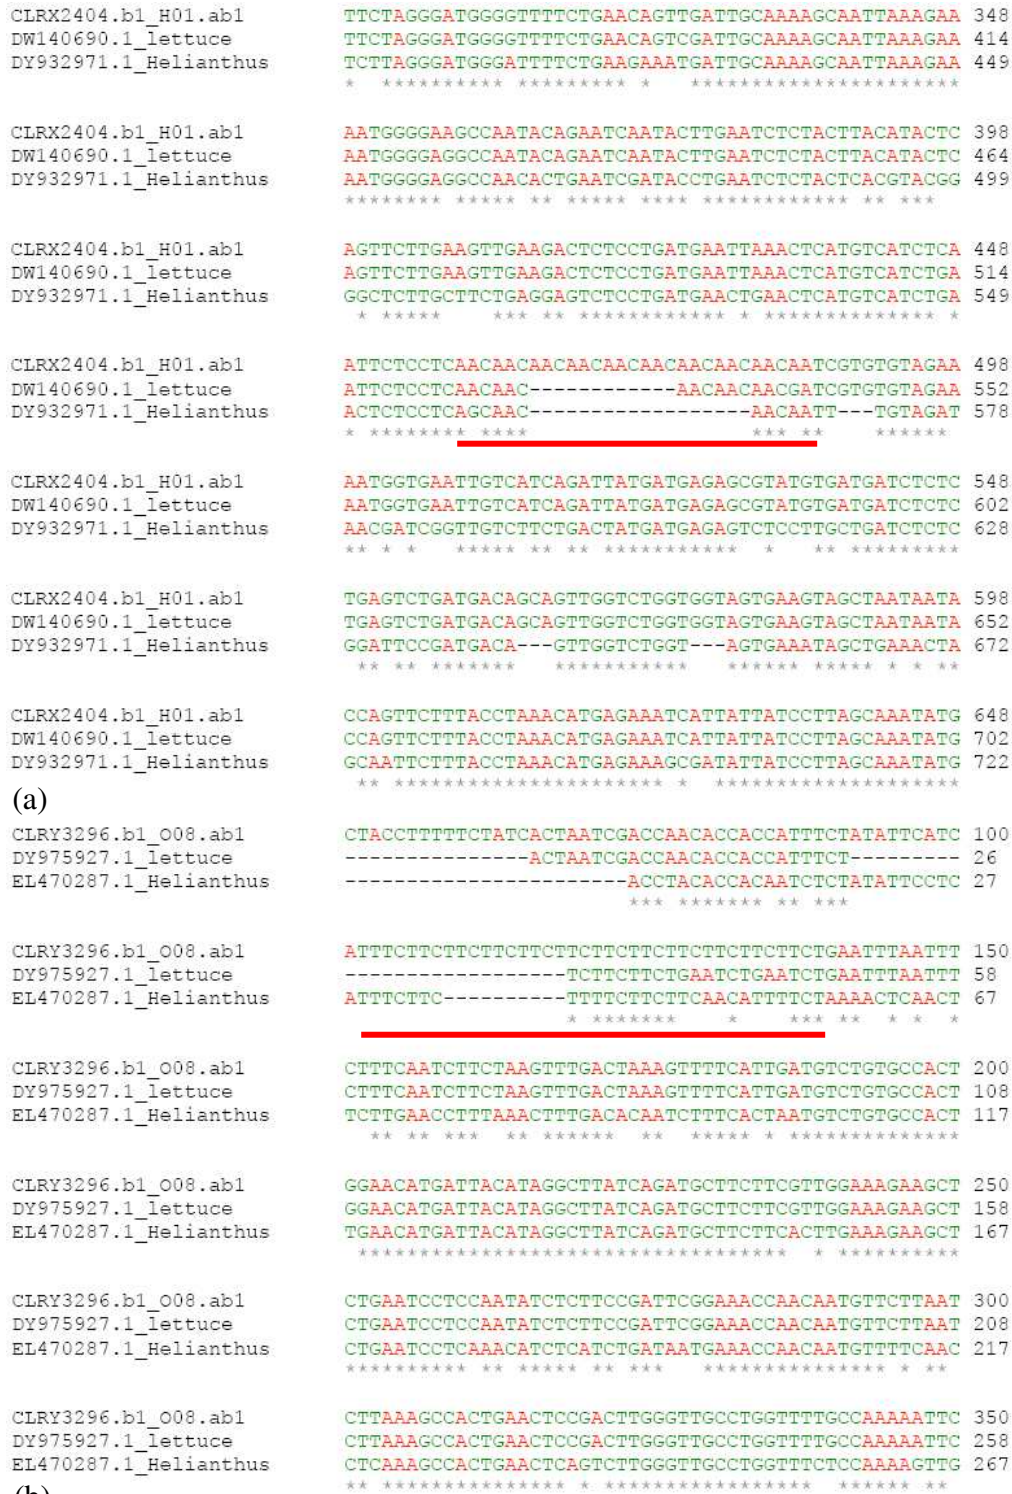 CLRX2404.b1_H01.ab1 TTCTAGGGATGGGGTTTTCTGAACAGTTGATTGCAAAAGCAATTAAAGAA 348
DW140690.1_lettuce TTCTAGGGATGGGGTTTTCTGAACAGTCGATTGCAAAAGCAATTAAAGAA 414
DY932971.1_Helianthus TCTTAGGGATGGGATTTTCTGAAGAAATGATTGCAAAAGCAATTAAAGAA 449
* *********** ********* * **********************
CLRX2404.b1_H01.ab1 AATGGGGAAGCCAATACAGAATCAATACTTGAATCTCTACTTACATACTC 398
DW140690.1_lettuce AATGGGGAGGCCAATACAGAATCAATACTTGAATCTCTACTTACATACTC 464
DY932971.1_Helianthus AATGGGGAGGCCAACACTGAATCGATACCTGAATCTCTACTCACGTACGG 499
******** ***** ** ***** **** ************ ** ***
CLRX2404.b1_H01.ab1 AGTTCTTGAAGTTGAAGACTCTCCTGATGAATTAAACTCATGTCATCTCA 448
DW140690.1_lettuce AGTTCTTGAAGTTGAAGACTCTCCTGATGAATTAAACTCATGTCATCTGA 514
DY932971.1_Helianthus GGCTCTTGCTTCTGAGGAGTCTCCTGATGAACTGAACTCATGTCATCTGA 549
* ***** *** ** ************ * ************** *
CLRX2404.b1_H01.ab1 ATTCTCCTCAACAACAACAACAACAACAACAACAACAATCGTGTGTAGAA 498
DW140690.1_lettuce ATTCTCCTCAACAAC------------AACAACAACGATCGTGTGTAGAA 552
DY932971.1_Helianthus ACTCTCCTCAGCAAC------------------AACAATT---TGTAGAT 578
* ******** **** *** ** ******
CLRX2404.b1_H01.ab1 AATGGTGAATTGTCATCAGATTATGATGAGAGCGTATGTGATGATCTCTC 548
DW140690.1_lettuce AATGGTGAATTGTCATCAGATTATGATGAGAGCGTATGTGATGATCTCTC 602
DY932971.1_Helianthus AACGATCGGTTGTCTTCTGACTATGATGAGAGTCTCCTTGCTGATCTCTC 628
** * * ***** ** ** *********** * ** *********
CLRX2404.b1_H01.ab1 TGAGTCTGATGACAGCAGTTGGTCTGGTGGTAGTGAAGTAGCTAATAATA 598
DW140690.1_lettuce TGAGTCTGATGACAGCAGTTGGTCTGGTGGTAGTGAAGTAGCTAATAATA 652
DY932971.1_Helianthus GGATTCCGATGACA---GTTGGTCTGGT---AGTGAAATAGCTGAAACTA 672
** ** ******* *********** ****** ***** * * **
CLRX2404.b1_H01.ab1 CCAGTTCTTTACCTAAACATGAGAAATCATTATTATCCTTAGCAAATATG 648
DW140690.1_lettuce CCAGTTCTTTACCTAAACATGAGAAATCATTATTATCCTTAGCAAATATG 702
DY932971.1_Helianthus GCAATTCTTTACCTAAACATGAGAAAGCGATATTATCCTTAGCAAATATG 722
** ********************** * ********************
(a)
CLRY3296.b1_O08.ab1 CTACCTTTTTCTATCACTAATCGACCAACACCACCATTTCTATATTCATC 100
DY975927.1_lettuce ---------------ACTAATCGACCAACACCACCATTTCT--------- 26
EL470287.1_Helianthus -----------------------ACCTACACCACAATCTCTATATTCCTC 27
*** ******* ** ***
CLRY3296.b1_O08.ab1 ATTTCTTCTTCTTCTTCTTCTTCTTCTTCTTCTTCTTCTGAATTTAATTT 150
DY975927.1_lettuce ------------------TCTTCTTCTGAATCTGAATCTGAATTTAATTT 58
EL470287.1_Helianthus ATTTCTTC----------TTTTCTTCTTCAACATTTTCTAAAACTCAACT 67
* ******* * *** ** * * *
CLRY3296.b1_O08.ab1 CTTTCAATCTTCTAAGTTTGACTAAAGTTTTCATTGATGTCTGTGCCACT 200
DY975927.1_lettuce CTTTCAATCTTCTAAGTTTGACTAAAGTTTTCATTGATGTCTGTGCCACT 108
EL470287.1_Helianthus TCTTGAACCTTTAAACTTTGACACAATCTTTCACTAATGTCTGTGCCACT 117
** ** *** ** ****** ** ***** * **************
CLRY3296.b1_O08.ab1 GGAACATGATTACATAGGCTTATCAGATGCTTCTTCGTTGGAAAGAAGCT 250
DY975927.1_lettuce GGAACATGATTACATAGGCTTATCAGATGCTTCTTCGTTGGAAAGAAGCT 158
EL470287.1_Helianthus TGAACATGATTACATAGGCTTATCAGATGCTTCTTCACTTGAAAGAAGCT 167
*********************************** * **********
CLRY3296.b1_O08.ab1 CTGAATCCTCCAATATCTCTTCCGATTCGGAAACCAACAATGTTCTTAAT 300
DY975927.1_lettuce CTGAATCCTCCAATATCTCTTCCGATTCGGAAACCAACAATGTTCTTAAT 208
EL470287.1_Helianthus CTGAATCCTCAAACATCTCATCTGATAATGAAACCAACAATGTTTTCAAC 217
********** ** ***** ** *** *************** * **
CLRY3296.b1_O08.ab1 CTTAAAGCCACTGAACTCCGACTTGGGTTGCCTGGTTTTGCCAAAAATTC 350
DY975927.1_lettuce CTTAAAGCCACTGAACTCCGACTTGGGTTGCCTGGTTTTGCCAAAAATTC 258
EL470287.1_Helianthus CTCAAAGCCACTGAACTCAGTCTTGGGTTGCCTGGTTTCTCCAAAAGTTG 267
** *************** * ***************** ****** **